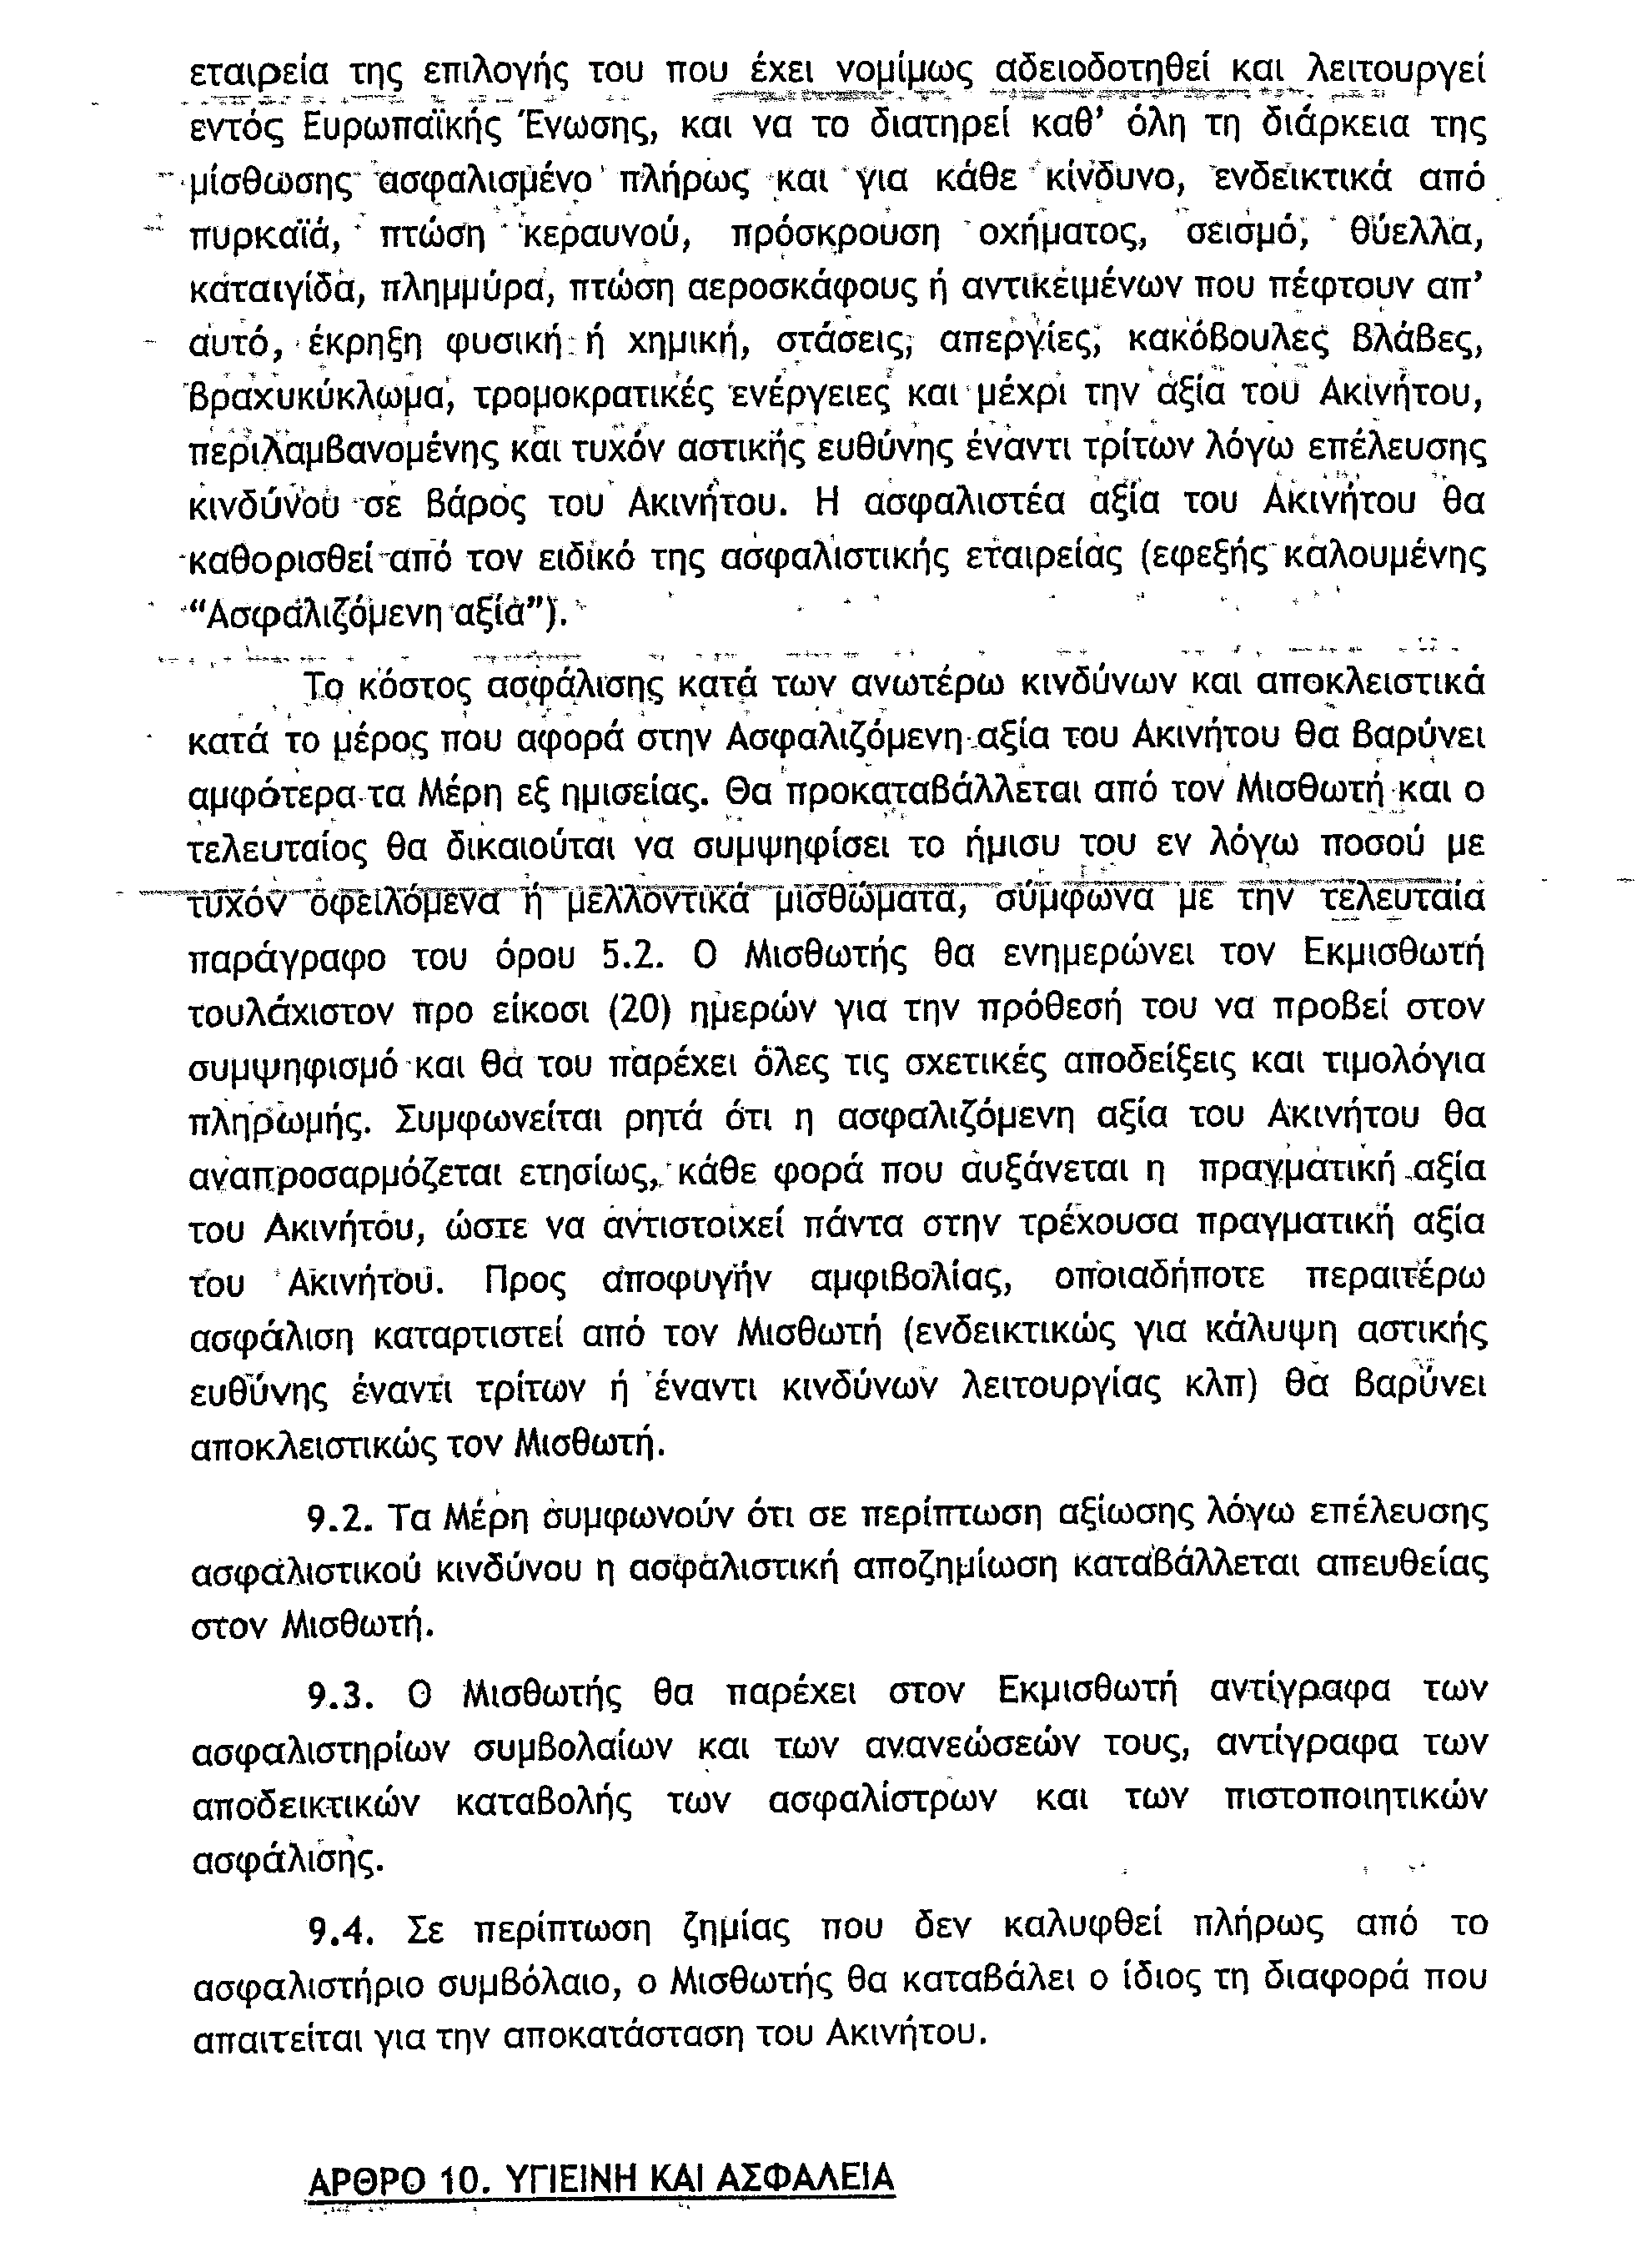 εταιρεία της επιλογής του που έχει νομίμως αδειοδοτηθεί και λειτουργεί
εντός Ευρωπαϊκής Ένωσης, και να το διατηρεί καθ’ όλη τη διάρκεια της
μίσθωσης ασφαλισμένο πλήρως και για κάθε κίνδυνο, ενδεικτικά από
πυρκαϊά, πτώση κεραυνού, πρόσκρουση οχήματος, σεισμό, θύελλα,
καταιγίδα, πλημμύρα, πτώση αεροσκάφους ή αντικειμένων που πέφτουν απ’
αυτό, έκρηξη φυσική ή χημική, στάσεις, απεργίες, κακόβουλες βλάβες,
βραχυκύκλωμα, τρομοκρατικές ενέργειες και μέχρι την αξία του Ακινήτου,
περιλαμβανομένης και τυχόν αστικής ευθύνης έναντι τρίτων λόγω επέλευσης
κινδύνου σε βάρος του Ακινήτου. Η ασφαλιστέα αξία του Ακινήτου θα
καθορισθεί από τον ειδικό της ασφαλιστικής εταιρείας (εφεξής καλουμένης
“Ασφαλιζόμενη αξία”).
Το κόστος ασφάλισης κατά των ανωτέρω κινδύνων και αποκλειστικά
κατά το μέρος που αφορά στην Ασφαλιζόμενη αξία του Ακινήτου θα βαρύνει
αμφότερα τα Μέρη εξ ημισείας. Θα προκαταβάλλεται από τον Μισθωτή και ο
τελευταίος θα δικαιούται να συμψηφίσει το ήμισυ του εν λόγω ποσού με
τυχόν οφειλόμενα ή μελλοντικά μισθώματα, σύμφωνα με την τελευταία
παράγραφο του όρου 5.2. Ο Μισθωτής θα ενημερώνει τον Εκμισθωτή
τουλάχιστον προ είκοσι (20) ημερών για την πρόθεσή του να προβεί στον
συμψηφισμό και θα του παρέχει όλες τις σχετικές αποδείξεις και τιμολόγια
πληρωμής. Συμφωνείται ρητά ότι η ασφαλιζόμενη αξία του Ακινήτου θα
αναπροσαρμόζεται ετησίως, κάθε φορά που αυξάνεται η πραγματική αξία
του Ακινήτου, ώστε να αντιστοιχεί πάντα στην τρέχουσα πραγματική αξία
του Ακινήτου. Προς αποφυγήν αμφιβολίας, οποιαδήποτε περαιτέρω
ασφάλιση καταρτιστεί από τον Μισθωτή (ενδεικτικώς για κάλυψη αστικής
ευθύνης έναντι τρίτων ή έναντι κινδύνων λειτουργίας κλπ) θα βαρύνει
αποκλειστικώς τον Μισθωτή.
9.2. Τα Μέρη συμφωνούν ότι σε περίπτωση αξίωσης λόγω επέλευσης
ασφαλιστικού κινδύνου η ασφαλιστική αποζημίωση καταβάλλεται απευθείας
στον Μισθωτή.
9.3. Ο Μισθωτής θα παρέχει στον Εκμισθωτή αντίγραφα των
ασφαλιστηρίων συμβολαίων και των ανανεώσεών τους, αντίγραφα των
αποδεικτικών καταβολής των ασφαλίστρων και των πιστοποιητικών
ασφάλισης.
9.4. Σε περίπτωση ζημίας που δεν καλυφθεί πλήρως από το
ασφαλιστήριο συμβόλαιο, ο Μισθωτής θα καταβάλει ο ίδιος τη διαφορά που
απαιτείται για την αποκατάσταση του Ακινήτου.
ΑΡΘΡΟ 10. ΥΓΙΕΙΝΗ ΚΑΙ ΑΣΦΑΛΕΙΑ